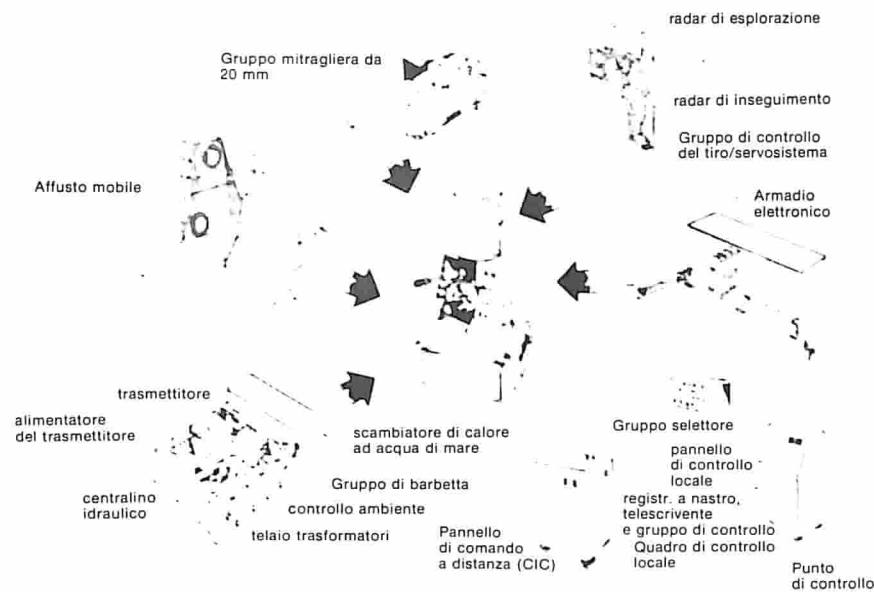 radar di esplorazione
Gruppo mitragliera da
20 mm
radar di inseguimento
Gruppo di controllo
del tiro/servosistema
Affusto mobile
Armadio
elettronico
trasmettitore
alimentatore
del trasmettitore
scambiatore di calore
ad acqua di mare
Gruppo selettore
pannello
di controllo
locale
Gruppo di barbetta
centralino
idraulico
controllo ambiente
telaio trasformatori
registr. a nastro,
telescrivente
e gruppo di controllo
Pannello
di comando
a distanza (CIC)
Quadro di controllo
locale
Punto
di controllo